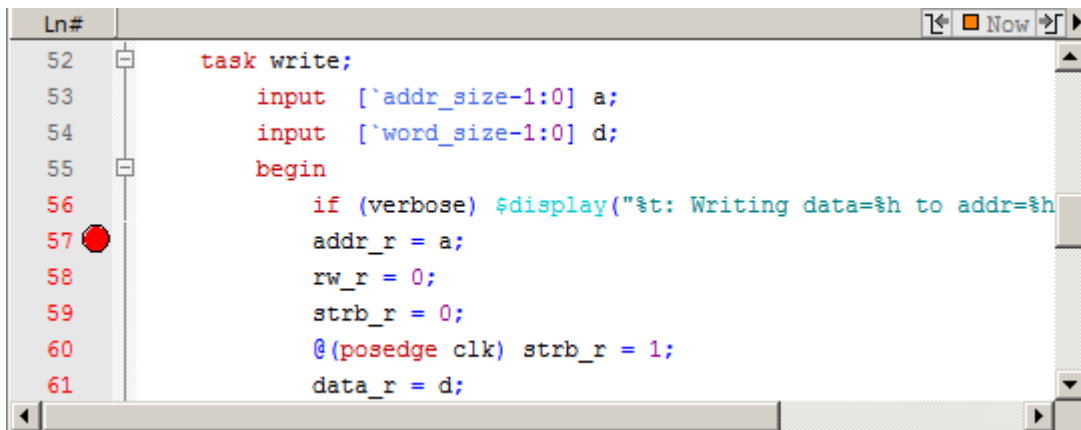 Ln#
Now
52 task write;
53 input [`addr_size-1:0] a;
54 input [`word_size-1:0] d;
55 begin
56 if (verbose) $display("%t: Writing data=%h to addr=%h
57 addr_r = a;
58 rw_r = 0;
59 strb_r = 0;
60 @(posedge clk) strb_r = 1;
61 data_r = d;